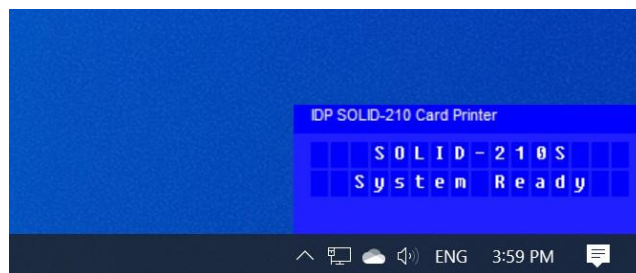 IDP SOLID-210 Card Printer
SOLID-210S
System Ready
ENG 3:59 PM